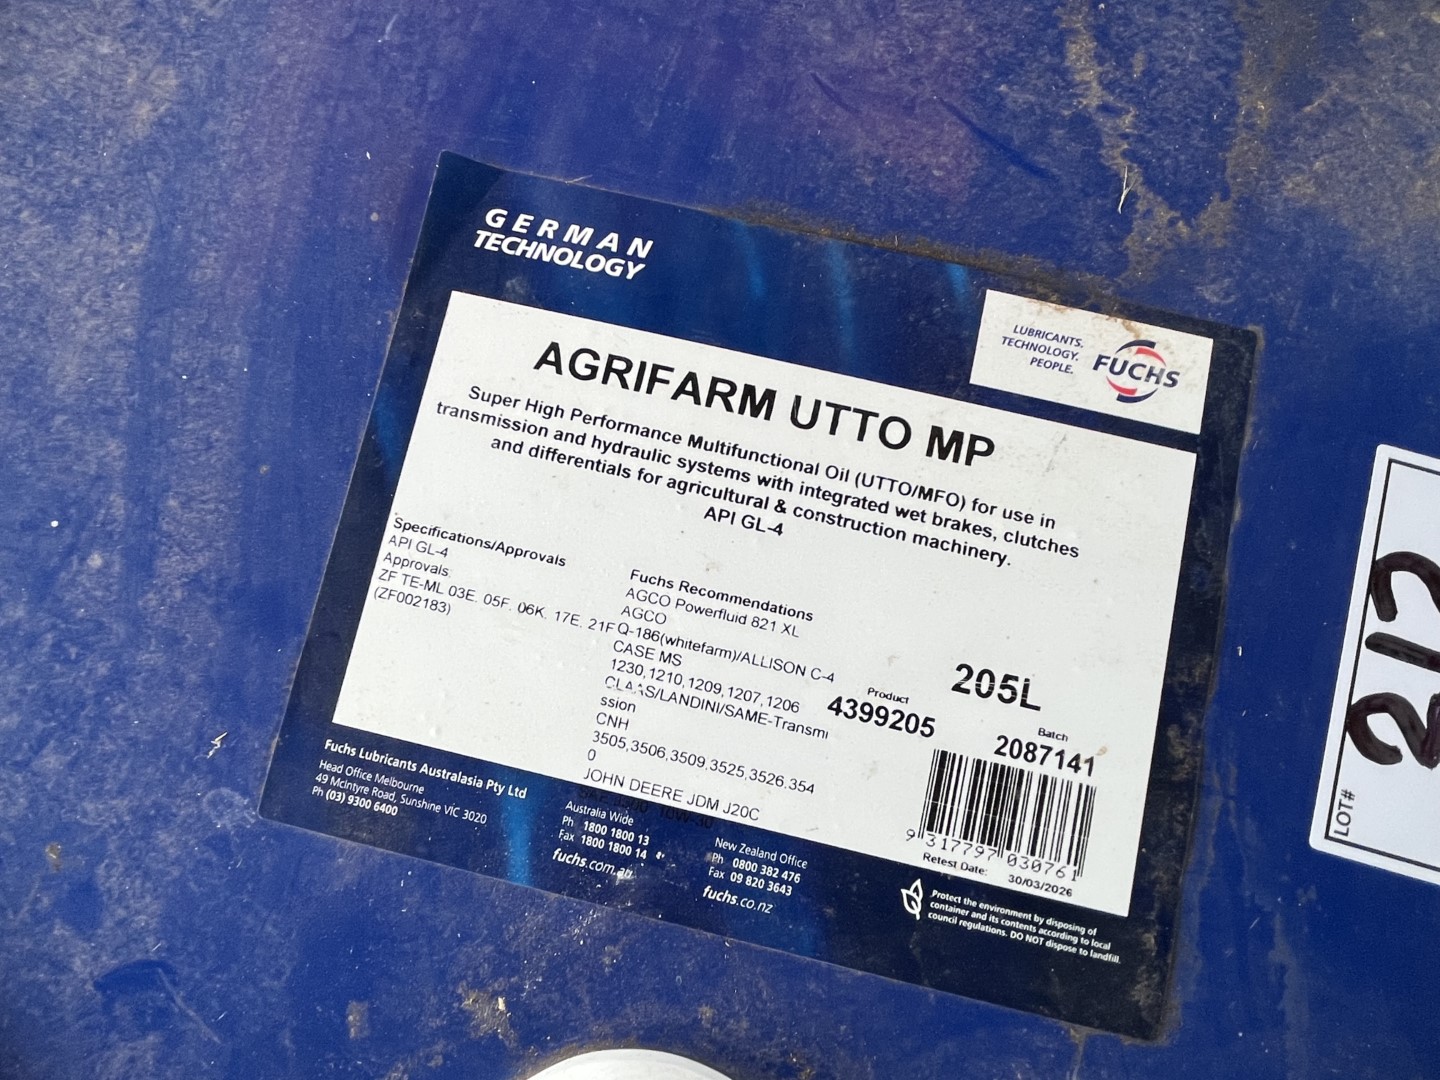 GERMAN
TECHNOLOGY
LUBRICANTS.
TECHNOLOGY.
PEOPLE.
FUCHS
AGRIFARM UTTO MP
Super High Performance Multifunctional Oil (UTTO/MFO) for use in
transmission and hydraulic systems with integrated wet brakes, clutches
and differentials for agricultural & construction machinery.
API GL-4
Specifications/Approvals
API GL-4
Approvals:
ZF TE-ML 03E. 05F. 06K. 17E. 21F
(ZF002183)
Fuchs Recommendations
AGCO Powerfluid 821 XL
AGCO
Q-186(whitefarm)/ALLISON C-4
CASE MS
1230,1210,1209,1207,1206
CLAAS/LANDINI/SAME-Transmi
ssion
CNH
3505,3506,3509,3525,3526,354
0
JOHN DEERE JDM J20C
10W-30
Product
4399205
205L
Batch
2087141
9 317797 030761
Retest Date: 30/03/2026
Fuchs Lubricants Australasia Pty Ltd
Head Office Melbourne
49 McIntyre Road, Sunshine VIC 3020
Ph (03) 9300 6400
Australia Wide
Ph 1800 1800 13
Fax 1800 1800 14
fuchs.com.au
New Zealand Office
Ph 0800 382 476
Fax 09 820 3643
fuchs.co.nz
Protect the environment by disposing of
container and its contents according to local
council regulations. DO NOT dispose to landfill.
LOT#
212